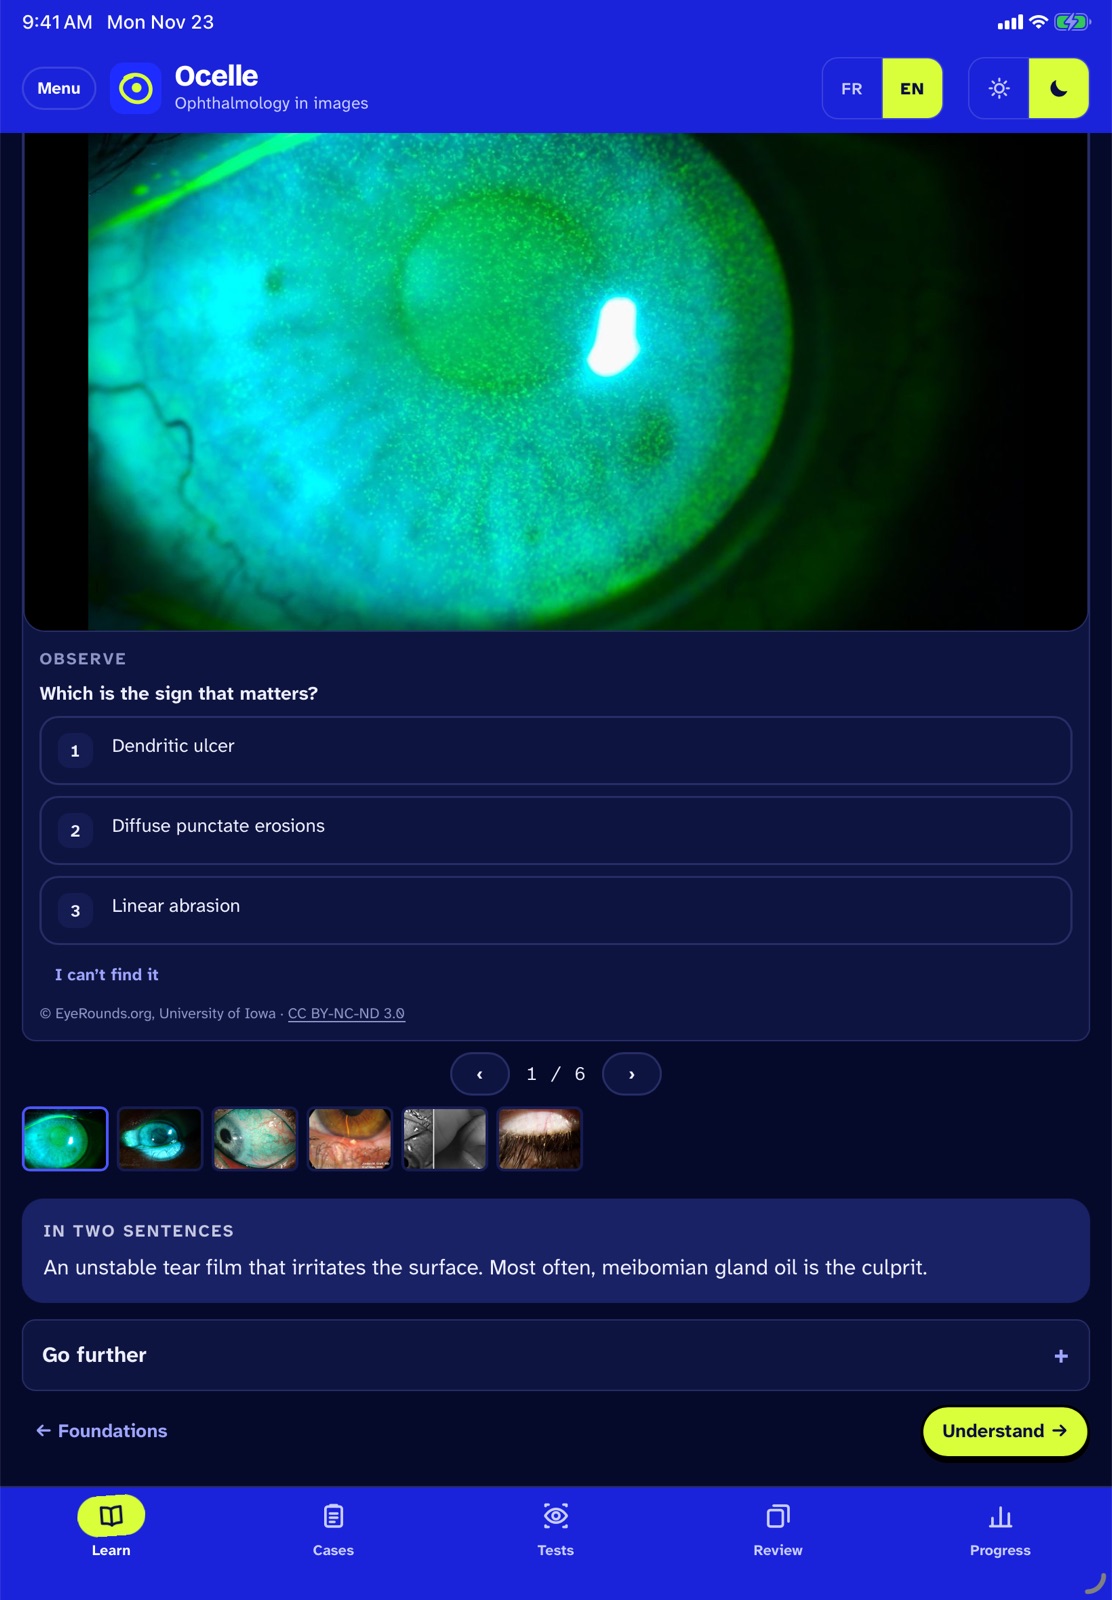 9:41 AM Mon Nov 23
Menu
Ocelle
Ophthalmology in images
FR
EN
OBSERVE
Which is the sign that matters?
1 Dendritic ulcer
2 Diffuse punctate erosions
3 Linear abrasion
I can't find it
© EyeRounds.org, University of Iowa · CC BY-NC-ND 3.0
‹ 1 / 6 ›
IN TWO SENTENCES
An unstable tear film that irritates the surface. Most often, meibomian gland oil is the culprit.
Go further +
← Foundations
Understand →
Learn
Cases
Tests
Review
Progress